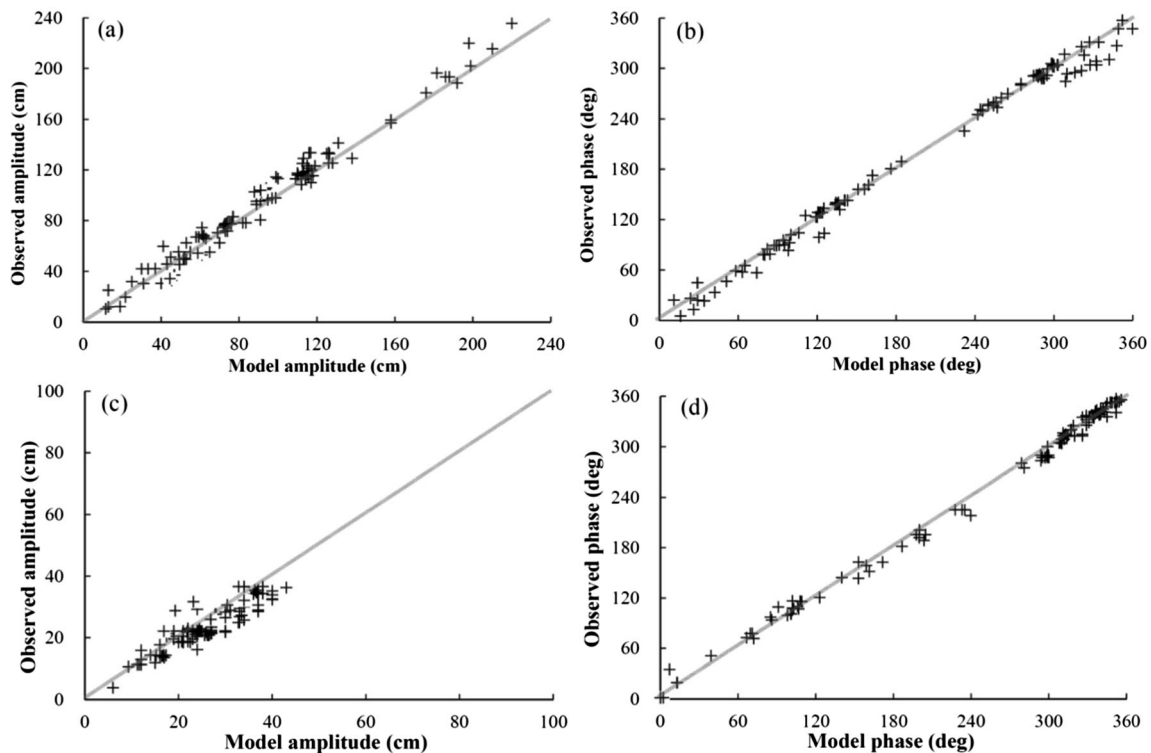 (a)
240
200
160
120
80
40
0
Observed amplitude (cm)
0 40 80 120 160 200 240
Model amplitude (cm)
(b)
360
300
240
180
120
60
0
Observed phase (deg)
0 60 120 180 240 300 360
Model phase (deg)
(c)
100
80
60
40
20
0
Observed amplitude (cm)
0 20 40 60 80 100
Model amplitude (cm)
(d)
360
300
240
180
120
60
0
Observed phase (deg)
0 60 120 180 240 300 360
Model phase (deg)